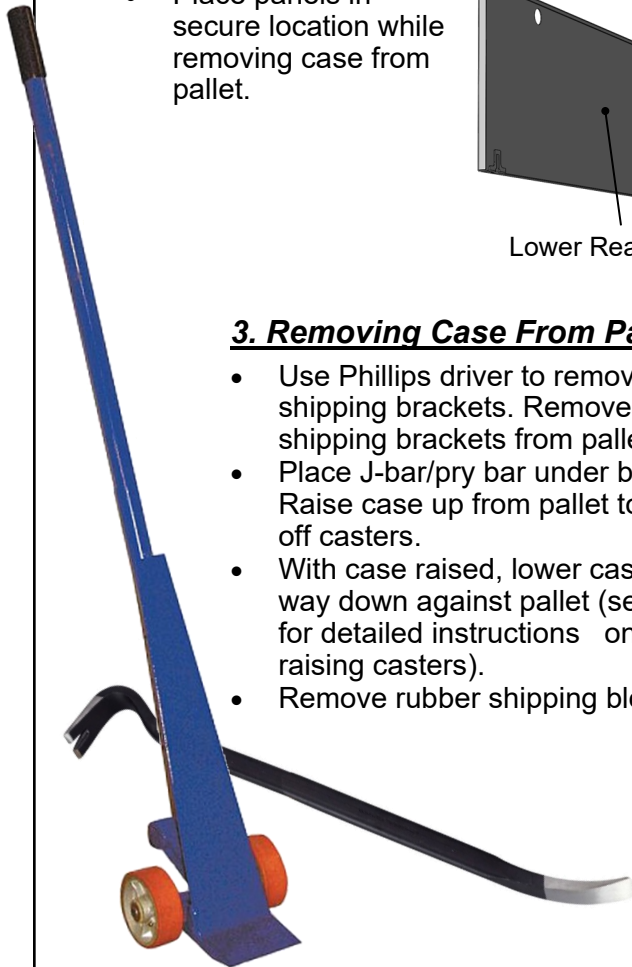 • Place panels in
secure location while
removing case from
pallet.
Lower Rea
3. Removing Case From Pa
• Use Phillips driver to remov
shipping brackets. Remove
shipping brackets from palle
• Place J-bar/pry bar under b
Raise case up from pallet to
off casters.
• With case raised, lower cas
way down against pallet (se
for detailed instructions on
raising casters).
• Remove rubber shipping blo